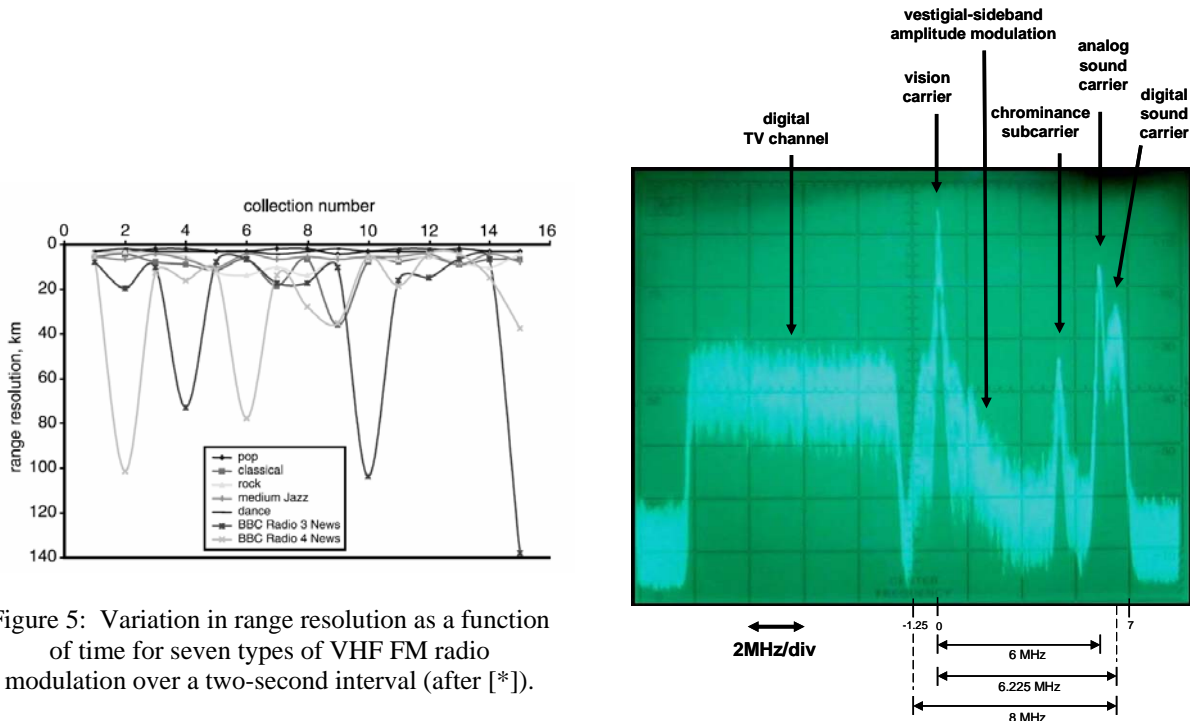 collection number
0 2 4 6 8 10 12 14 16
0
20
40
60
80
100
120
140
range resolution, km
pop
classical
rock
medium Jazz
dance
BBC Radio 3 News
BBC Radio 4 News
igure 5: Variation in range resolution as a function
of time for seven types of VHF FM radio
modulation over a two-second interval (after [*]).
vestigial-sideband
amplitude modulation
analog
sound
carrier
vision
carrier
digital
sound
carrier
chrominance
subcarrier
digital
TV channel
CENTER
FREQUENCY
-1.25 0 7
2MHz/div
6 MHz
6.225 MHz
8 MHz